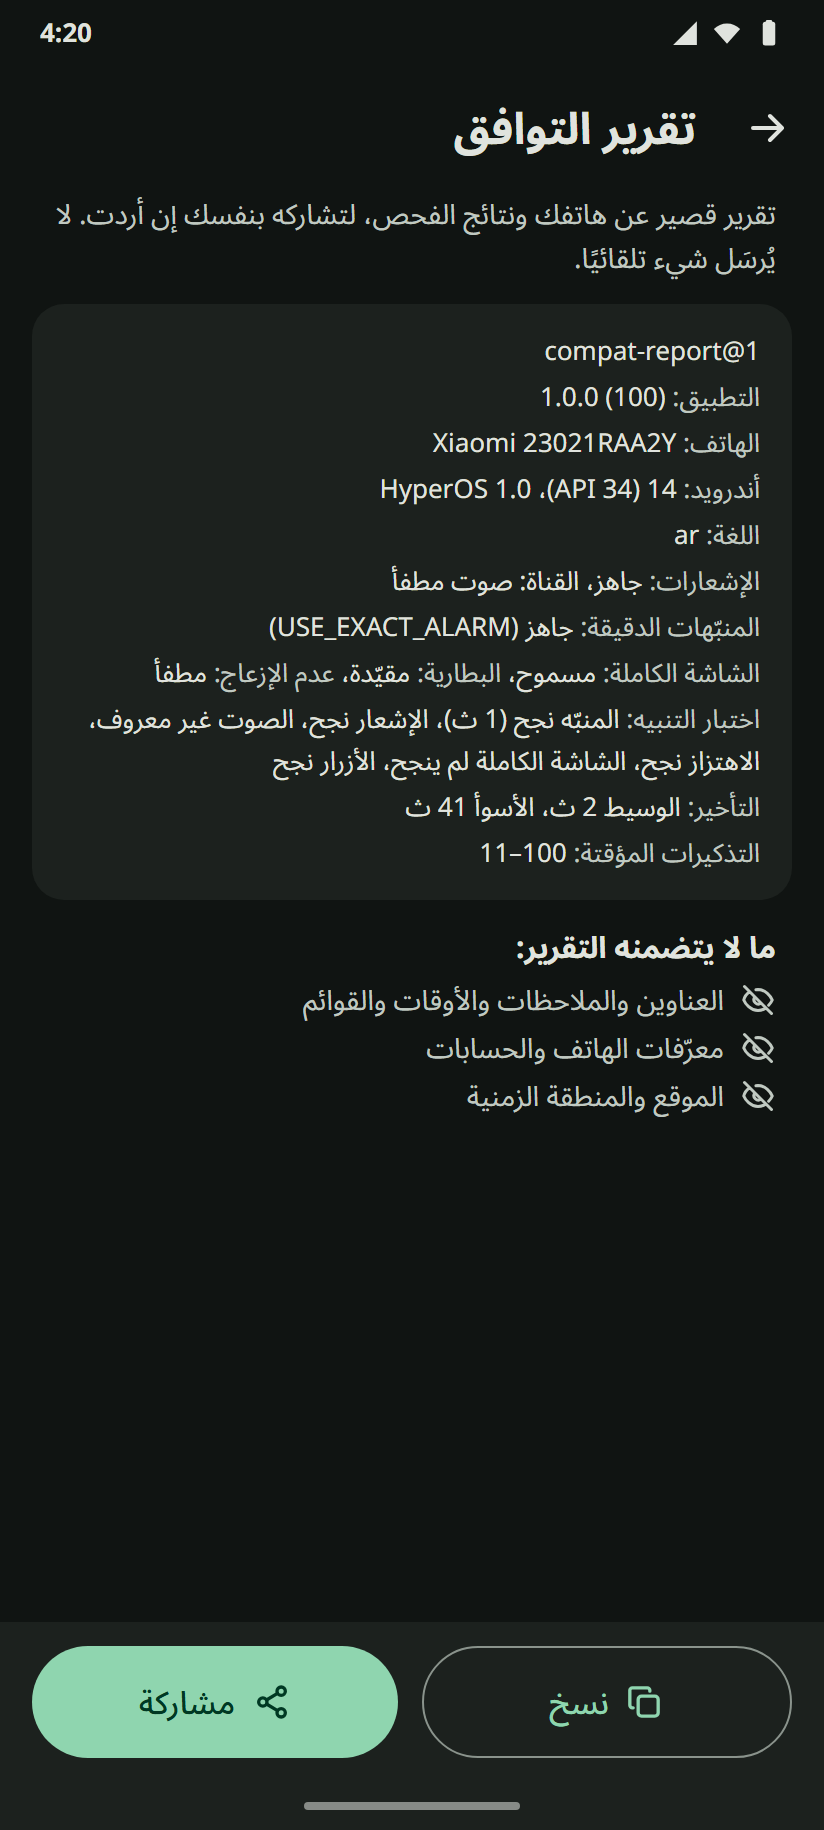 4:20
تقرير التوافق
تقرير قصير عن هاتفك ونتائج الفحص، لتشاركه بنفسك إن أردت. لا
يُرسَل شيء تلقائيًا.
compat-report@1
التطبيق: 1.0.0 (100)
الهاتف: Xiaomi 23021RAA2Y
أندرويد: 14 (API 34)، HyperOS 1.0
اللغة: ar
الإشعارات: جاهز، القناة: صوت مطفأ
المنبّهات الدقيقة: جاهز (USE_EXACT_ALARM)
الشاشة الكاملة: مسموح، البطارية: مقيّدة، عدم الإزعاج: مطفأ
اختبار التنبيه: المنبّه نجح (1 ث)، الإشعار نجح، الصوت غير معروف،
الاهتزاز نجح، الشاشة الكاملة لم ينجح، الأزرار نجح
التأخير: الوسيط 2 ث، الأسوأ 41 ث
التذكيرات المؤقتة: 11–100
ما لا يتضمنه التقرير:
العناوين والملاحظات والأوقات والقوائم
معرّفات الهاتف والحسابات
الموقع والمنطقة الزمنية
نسخ
مشاركة